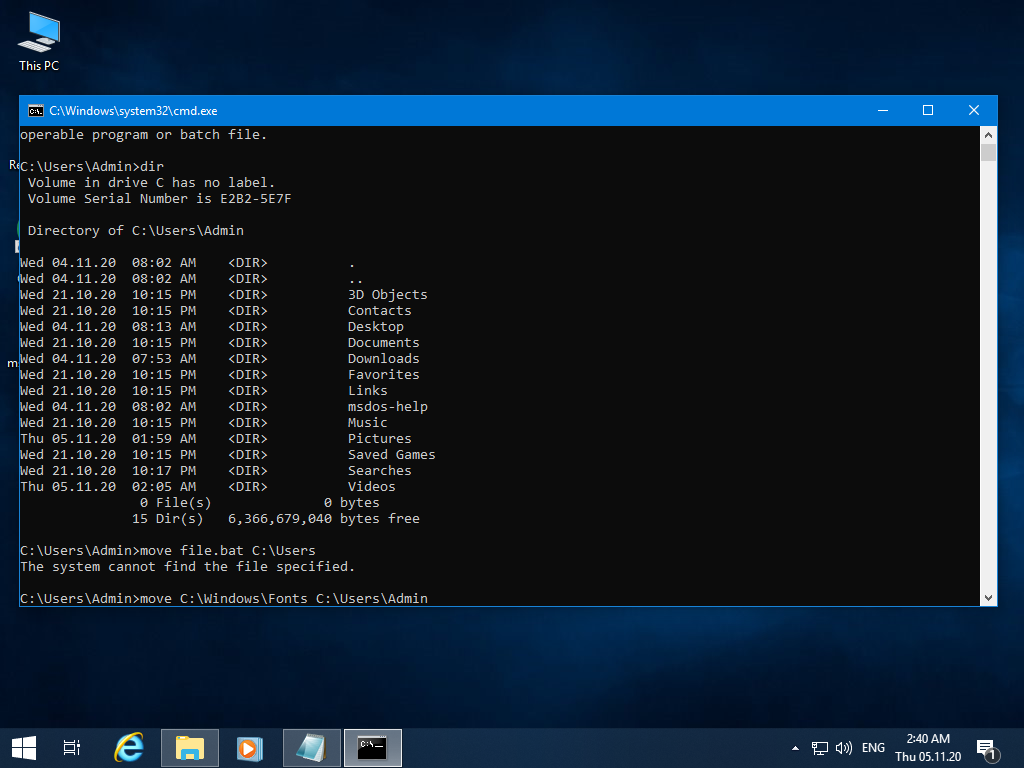 This PC
C:\Windows\system32\cmd.exe
operable program or batch file.
Re
C:\Users\Admin>dir
Volume in drive C has no label.
Volume Serial Number is E2B2-5E7F
Directory of C:\Users\Admin
Wed 04.11.20 08:02 AM <DIR> .
Wed 04.11.20 08:02 AM <DIR> ..
Wed 21.10.20 10:15 PM <DIR> 3D Objects
Wed 21.10.20 10:15 PM <DIR> Contacts
Wed 04.11.20 08:13 AM <DIR> Desktop
Wed 21.10.20 10:15 PM <DIR> Documents
Wed 04.11.20 07:53 AM <DIR> Downloads
m
Wed 21.10.20 10:15 PM <DIR> Favorites
Wed 21.10.20 10:15 PM <DIR> Links
Wed 04.11.20 08:02 AM <DIR> msdos-help
Wed 21.10.20 10:15 PM <DIR> Music
Thu 05.11.20 01:59 AM <DIR> Pictures
Wed 21.10.20 10:15 PM <DIR> Saved Games
Wed 21.10.20 10:17 PM <DIR> Searches
Thu 05.11.20 02:05 AM <DIR> Videos
0 File(s) 0 bytes
15 Dir(s) 6,366,679,040 bytes free
C:\Users\Admin>move file.bat C:\Users
The system cannot find the file specified.
C:\Users\Admin>move C:\Windows\Fonts C:\Users\Admin
ENG
2:40 AM
Thu 05.11.20
1